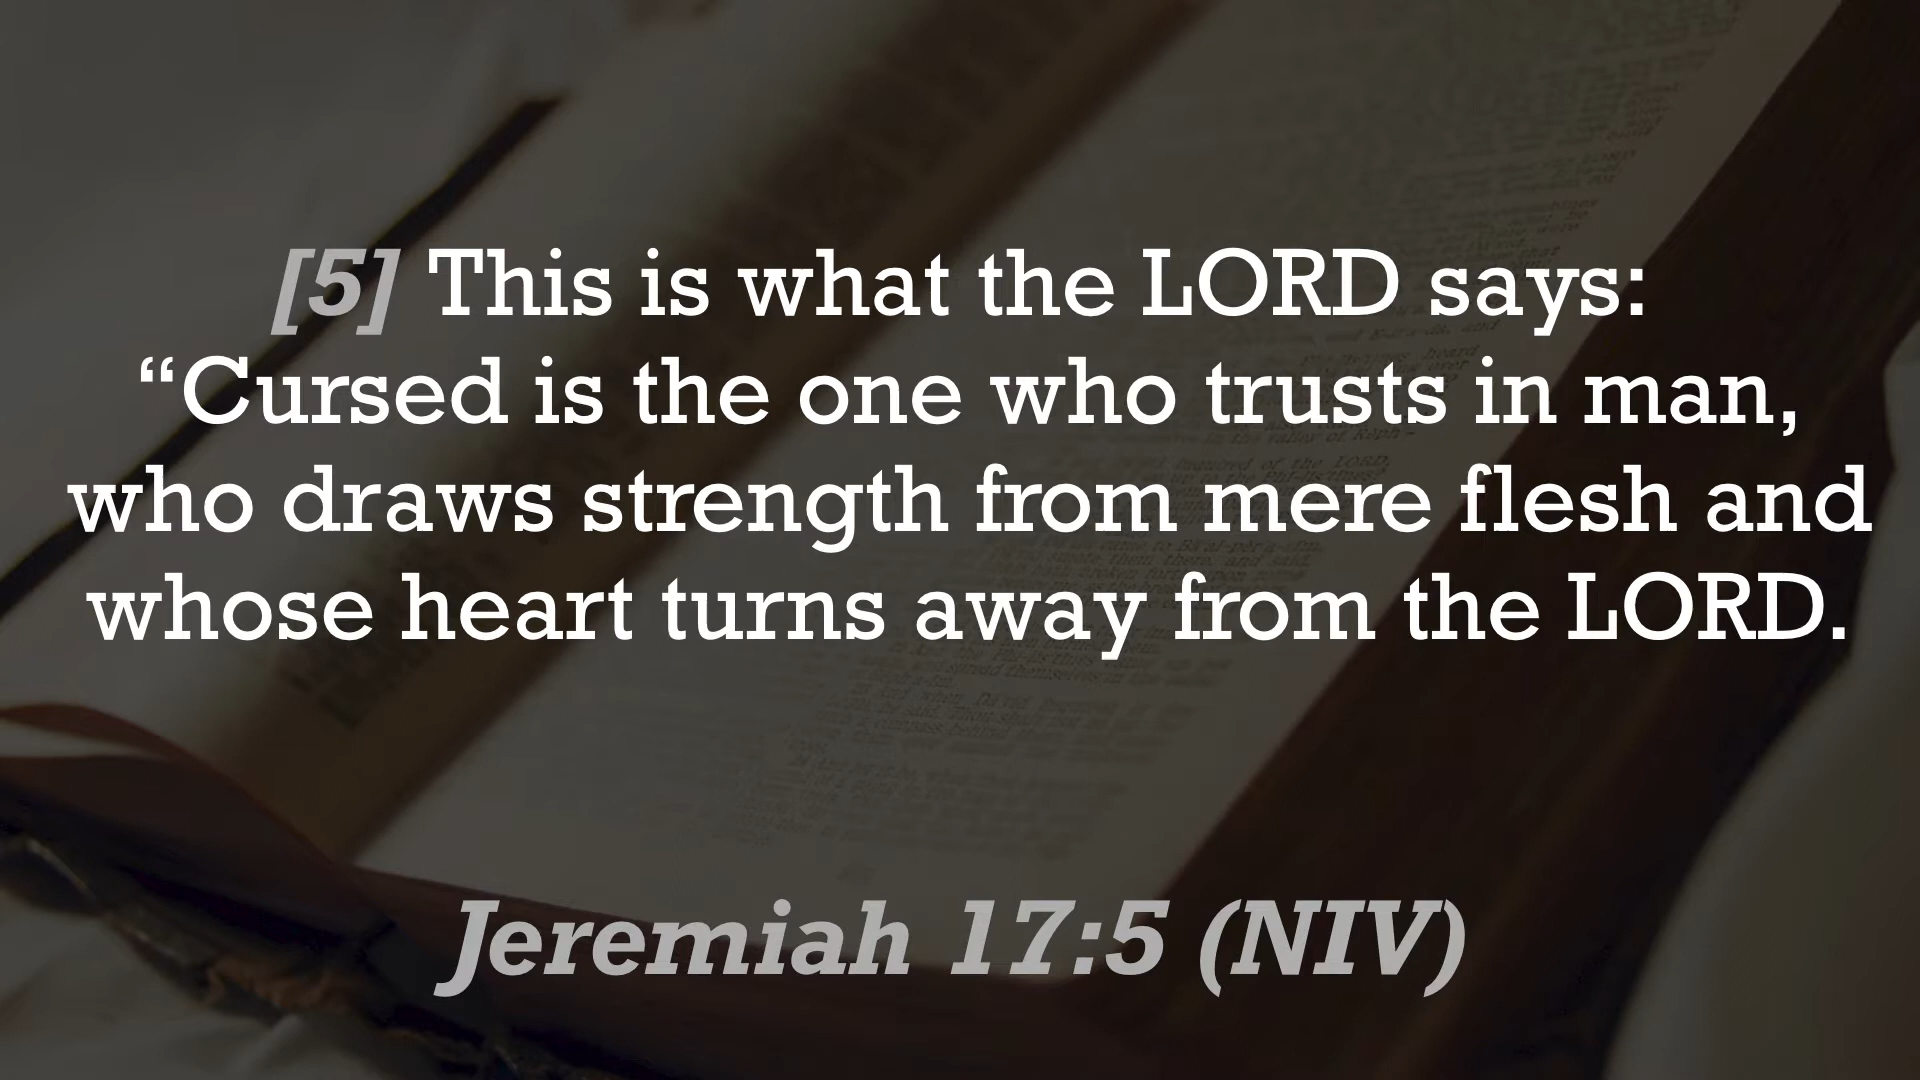 [5] This is what the LORD says:
“Cursed is the one who trusts in man,
who draws strength from mere flesh and
whose heart turns away from the LORD.
Jeremiah 17:5 (NIV)